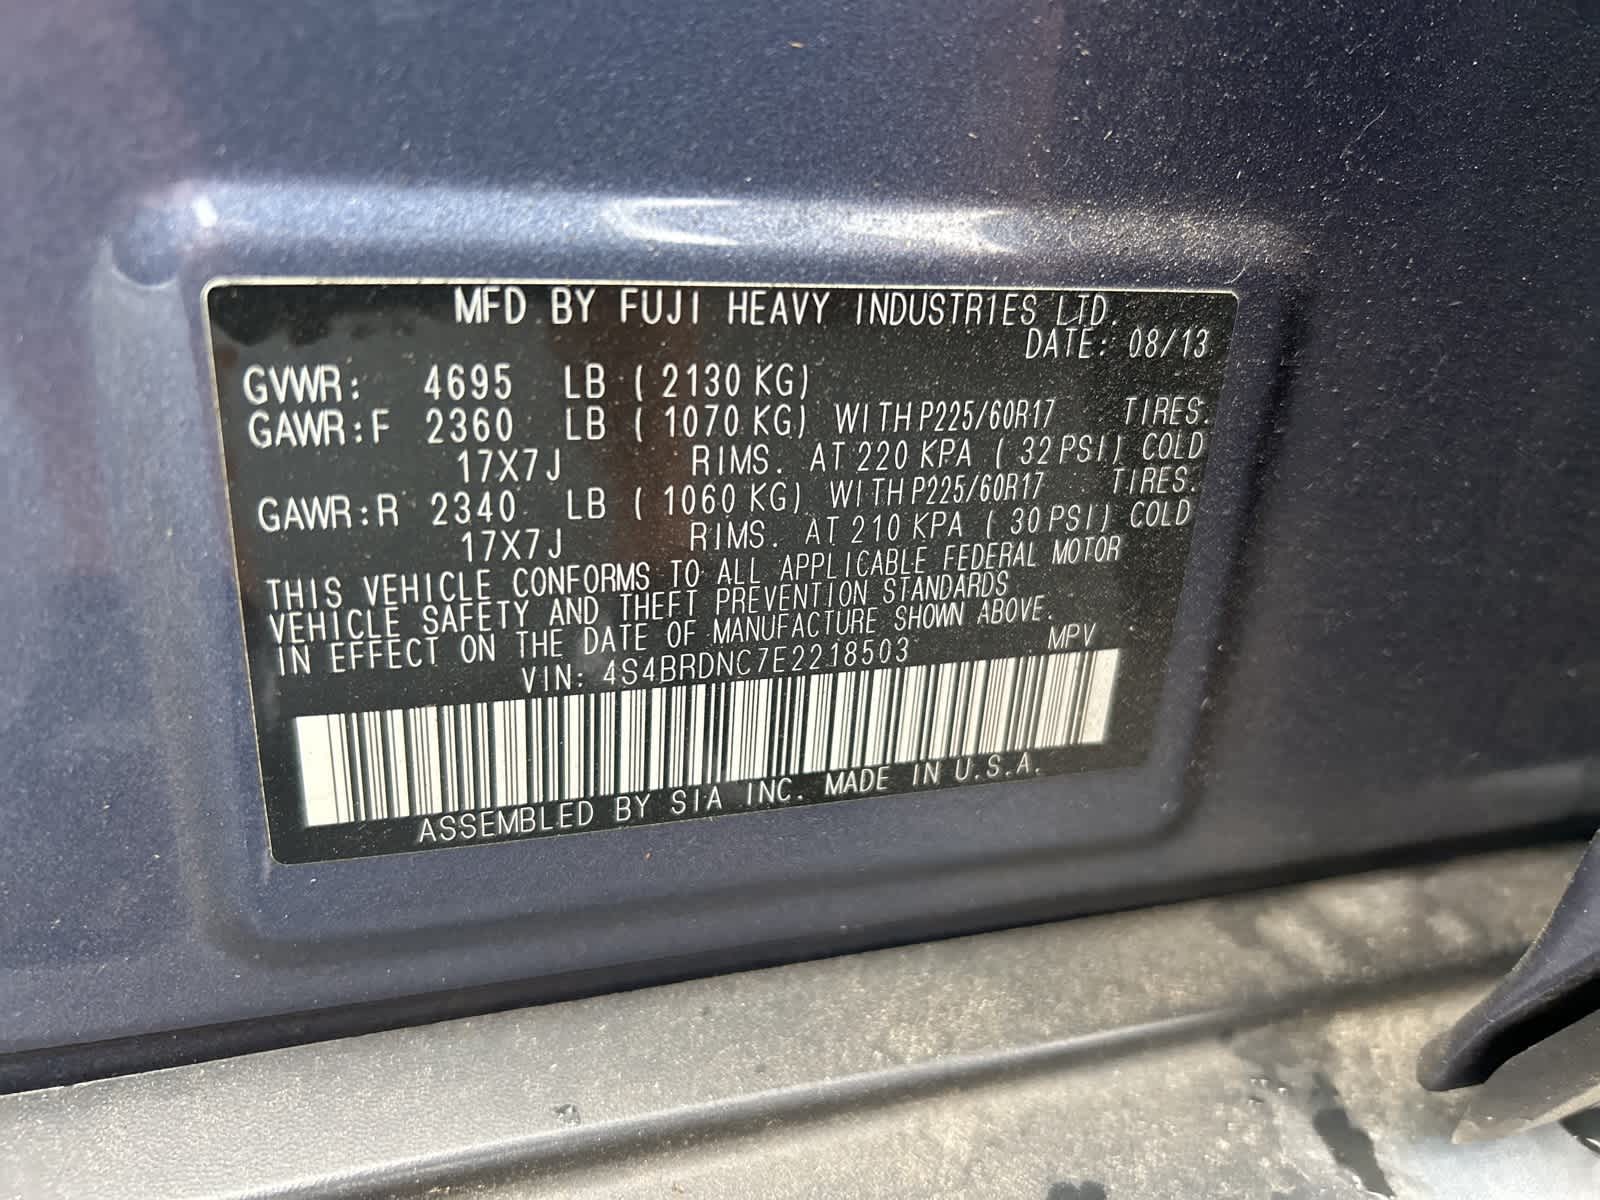 MFD BY FUJI HEAVY INDUSTRIES LTD.
DATE: 08/13
GVWR: 4695 LB ( 2130 KG)
GAWR:F 2360 LB ( 1070 KG) WITH P225/60R17 TIRES.
17X7J RIMS. AT 220 KPA ( 32 PSI) COLD
GAWR:R 2340 LB ( 1060 KG) WITH P225/60R17 TIRES.
17X7J RIMS. AT 210 KPA ( 30 PSI) COLD
THIS VEHICLE CONFORMS TO ALL APPLICABLE FEDERAL MOTOR
VEHICLE SAFETY AND THEFT PREVENTION STANDARDS
IN EFFECT ON THE DATE OF MANUFACTURE SHOWN ABOVE.
VIN: 4S4BRDNC7E2218503 MPV
ASSEMBLED BY SIA INC. MADE IN U.S.A.